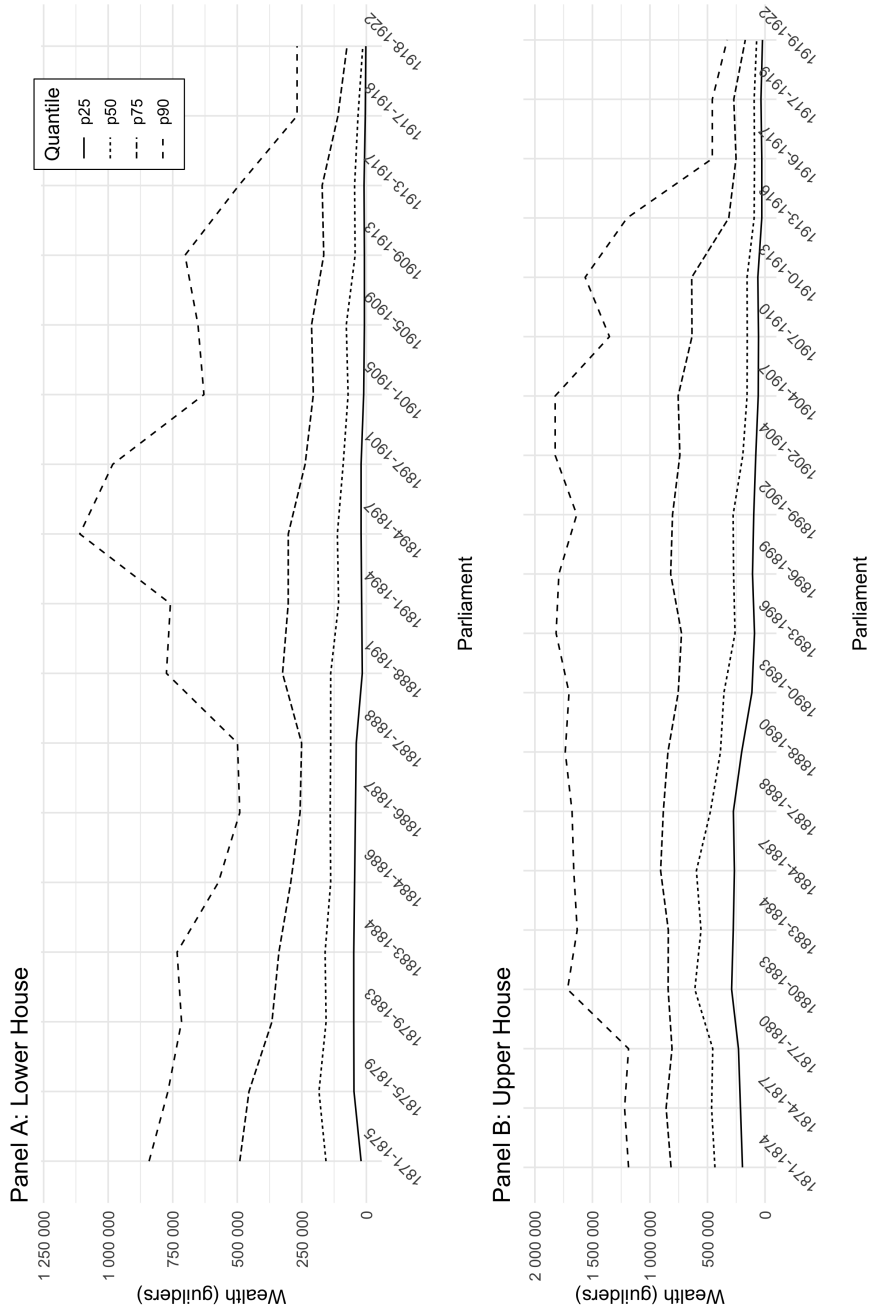 Panel A: Lower House
Wealth (guilders)
1 250 000
1 000 000
750 000
500 000
250 000
0
Quantile
p25
p50
p75
p90
1871-1875
1875-1879
1879-1883
1883-1884
1884-1886
1886-1887
1887-1888
1888-1891
1891-1894
1894-1897
1897-1901
1901-1905
1905-1909
1909-1913
1913-1917
1917-1918
1918-1922
Parliament
Panel B: Upper House
Wealth (guilders)
2 000 000
1 500 000
1 000 000
500 000
0
1871-1874
1874-1877
1877-1880
1880-1883
1883-1884
1884-1887
1887-1888
1888-1890
1890-1893
1893-1896
1896-1899
1899-1902
1902-1904
1904-1907
1907-1910
1910-1913
1913-1916
1916-1917
1917-1919
1919-1922
Parliament